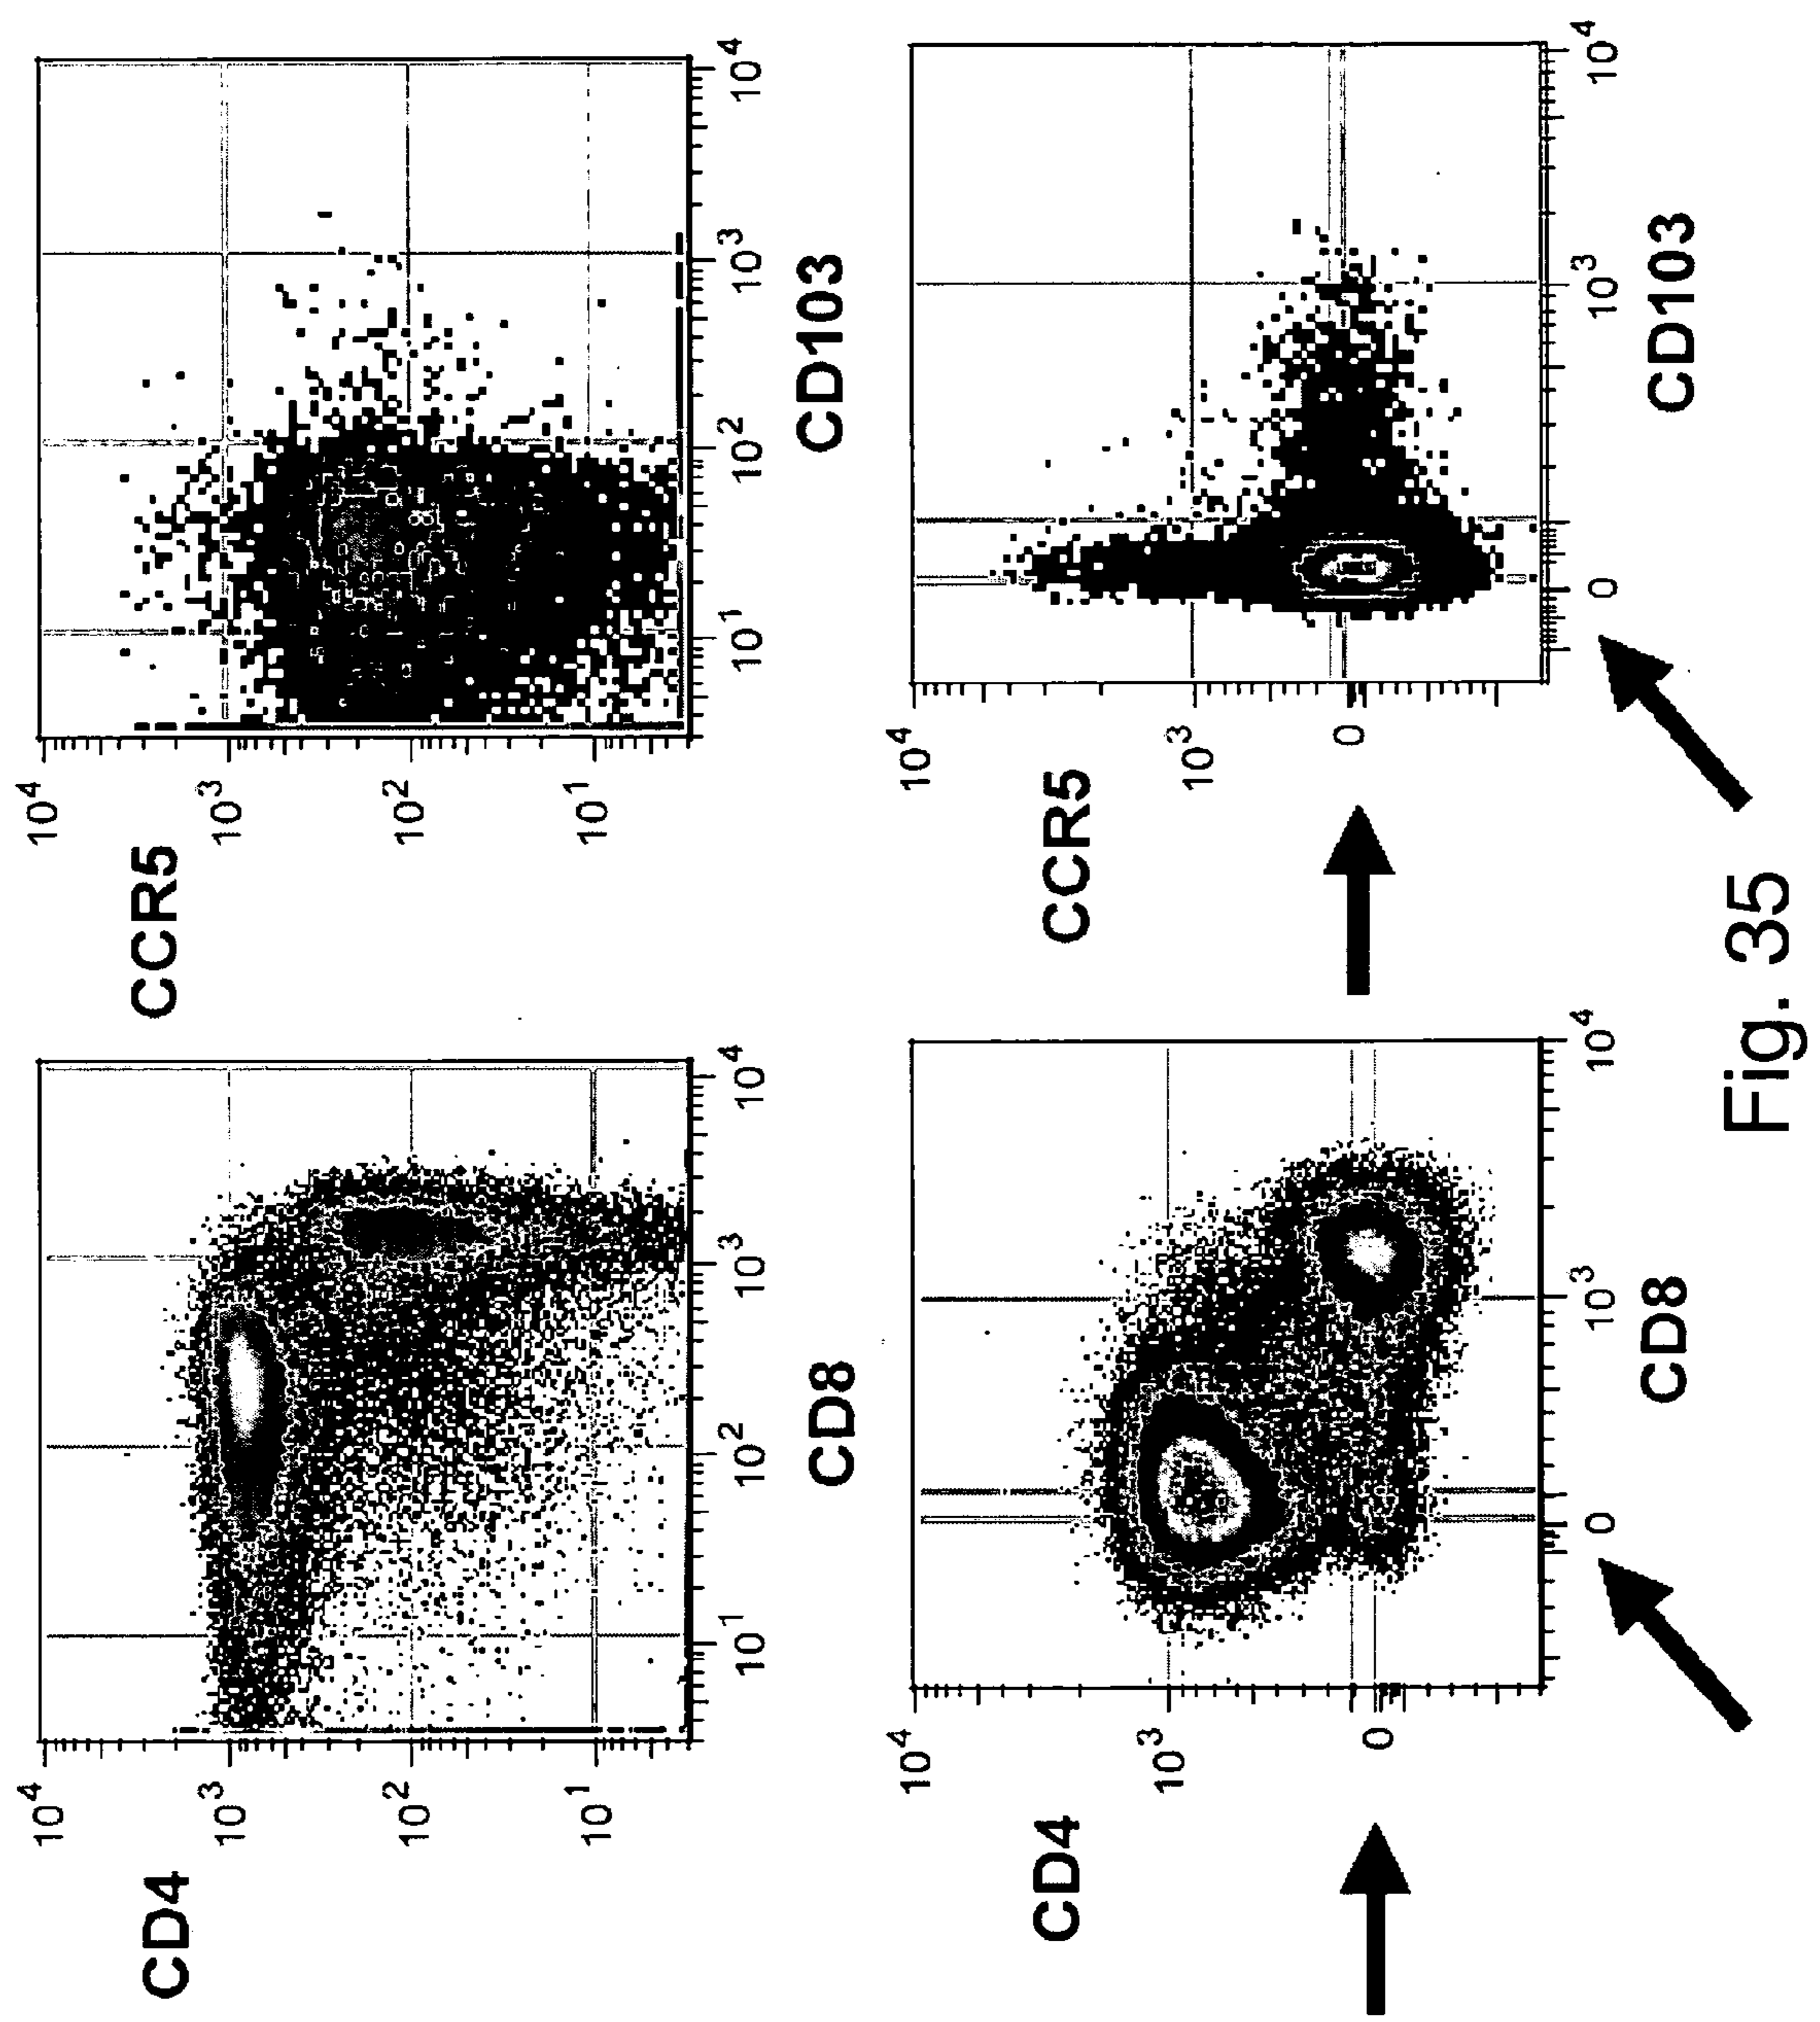 10⁴ 10⁴
CD4 CCR5
10³ 10³
10² 10²
10¹ 10¹
10¹ 10² 10³ 10⁴ 10¹ 10² 10³ 10⁴
CD8 CD103
10⁴ 10⁴
CD4 CCR5
10³ 10³
0 0
0 10³ 10⁴ 0 10³ 10⁴
CD8 CD103
Fig. 35